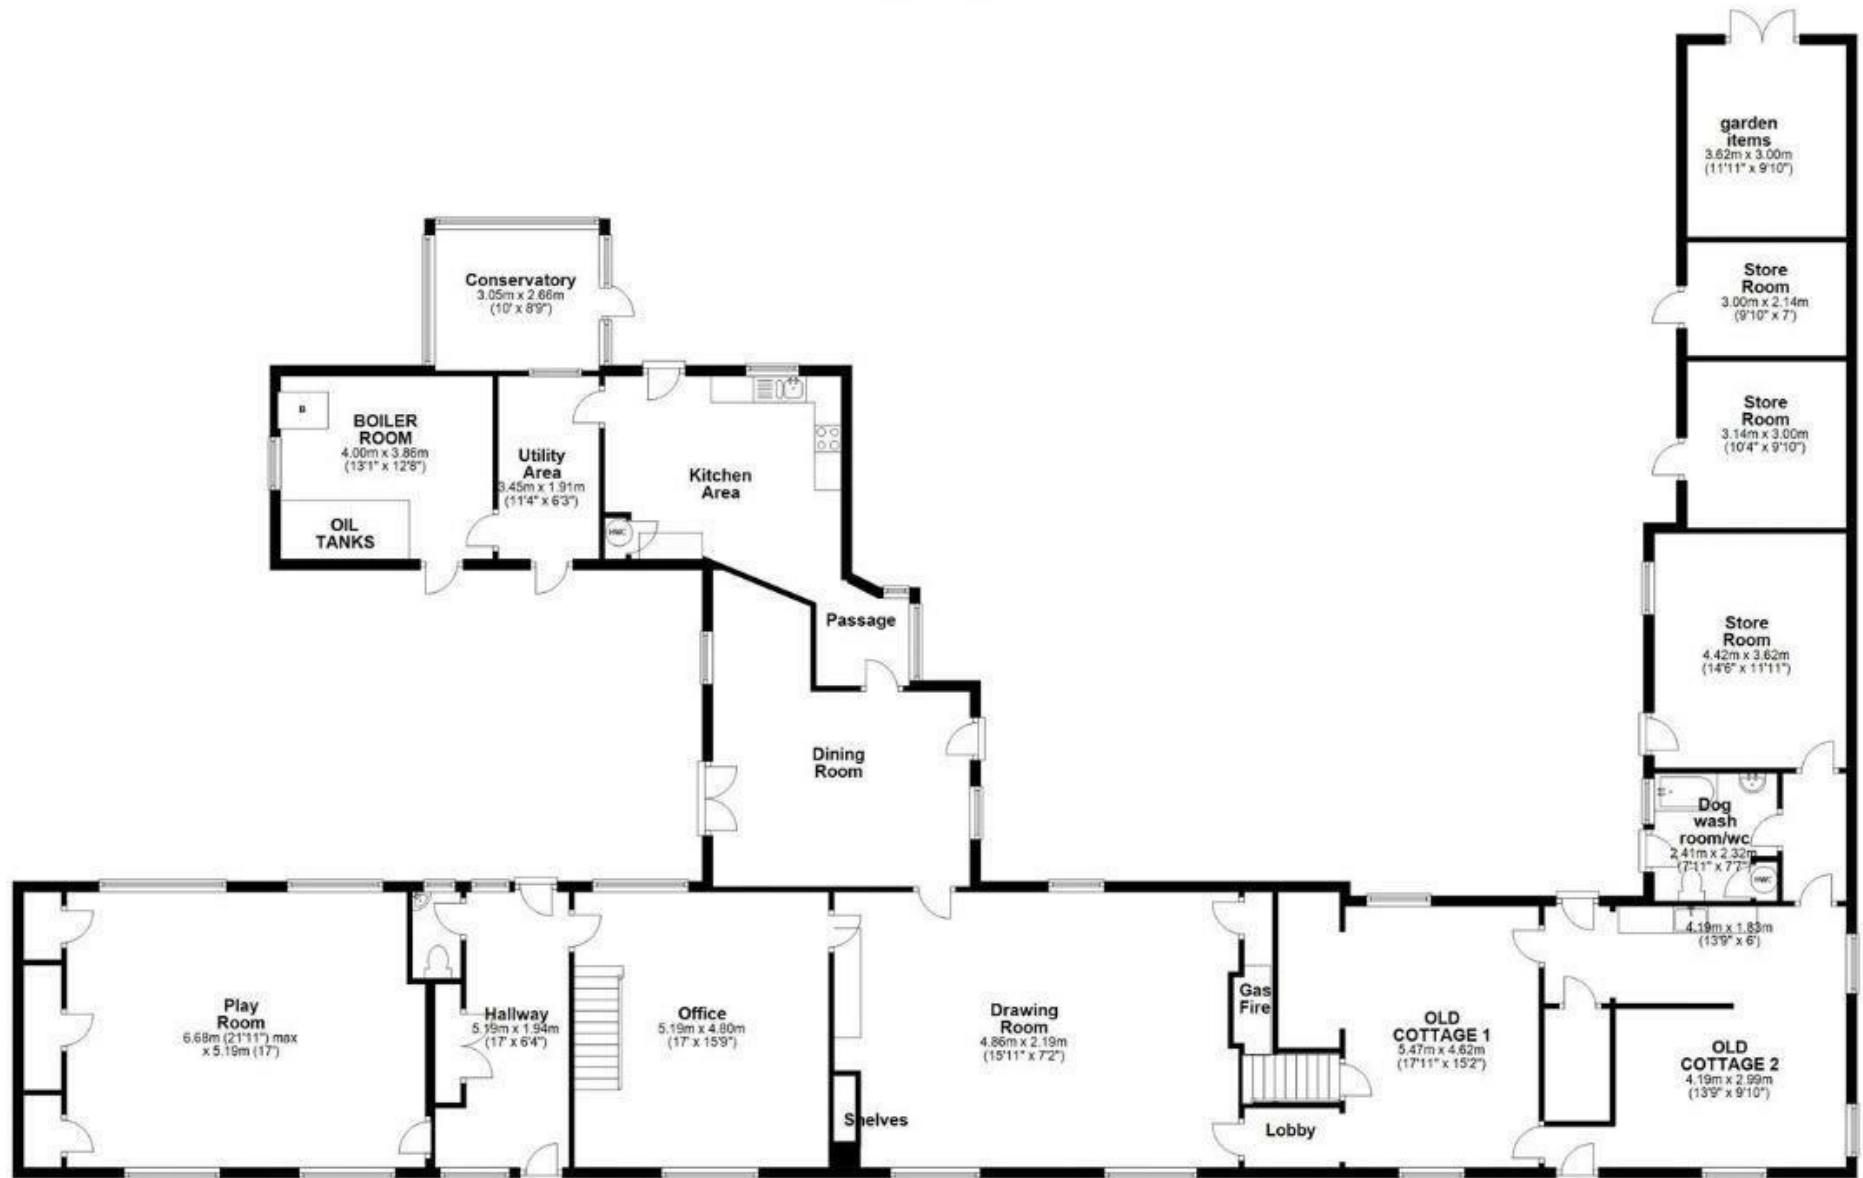 garden
items
3.62m x 3.00m
(11'11" x 9'10")
Store
Room
3.00m x 2.14m
(9'10" x 7')
Conservatory
3.05m x 2.66m
(10' x 8'9")
Store
Room
3.14m x 3.00m
(10'4" x 9'10")
B
BOILER
ROOM
4.00m x 3.86m
(13'1" x 12'8")
OIL
TANKS
Utility
Area
3.45m x 1.91m
(11'4" x 6'3")
Kitchen
Area
HWC
Passage
Store
Room
4.42m x 3.62m
(14'6" x 11'11")
Dining
Room
Dog
wash
room/wc
2.41m x 2.32m
(7'11" x 7'7")
HWC
4.19m x 1.83m
(13'9" x 6')
Play
Room
6.68m (21'11") max
x 5.19m (17')
Hallway
5.19m x 1.94m
(17' x 6'4")
Office
5.19m x 4.80m
(17' x 15'9")
Drawing
Room
4.86m x 2.19m
(15'11" x 7'2")
Gas
Fire
OLD
COTTAGE 1
5.47m x 4.62m
(17'11" x 15'2")
OLD
COTTAGE 2
4.19m x 2.99m
(13'9" x 9'10")
Shelves
Lobby